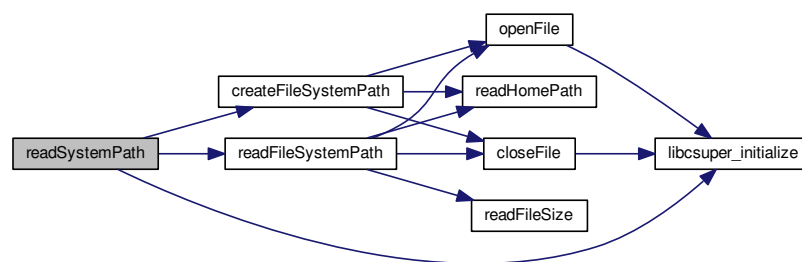 openFile
createFileSystemPath
readHomePath
readSystemPath
readFileSystemPath
closeFile
libcsuper_initialize
readFileSize